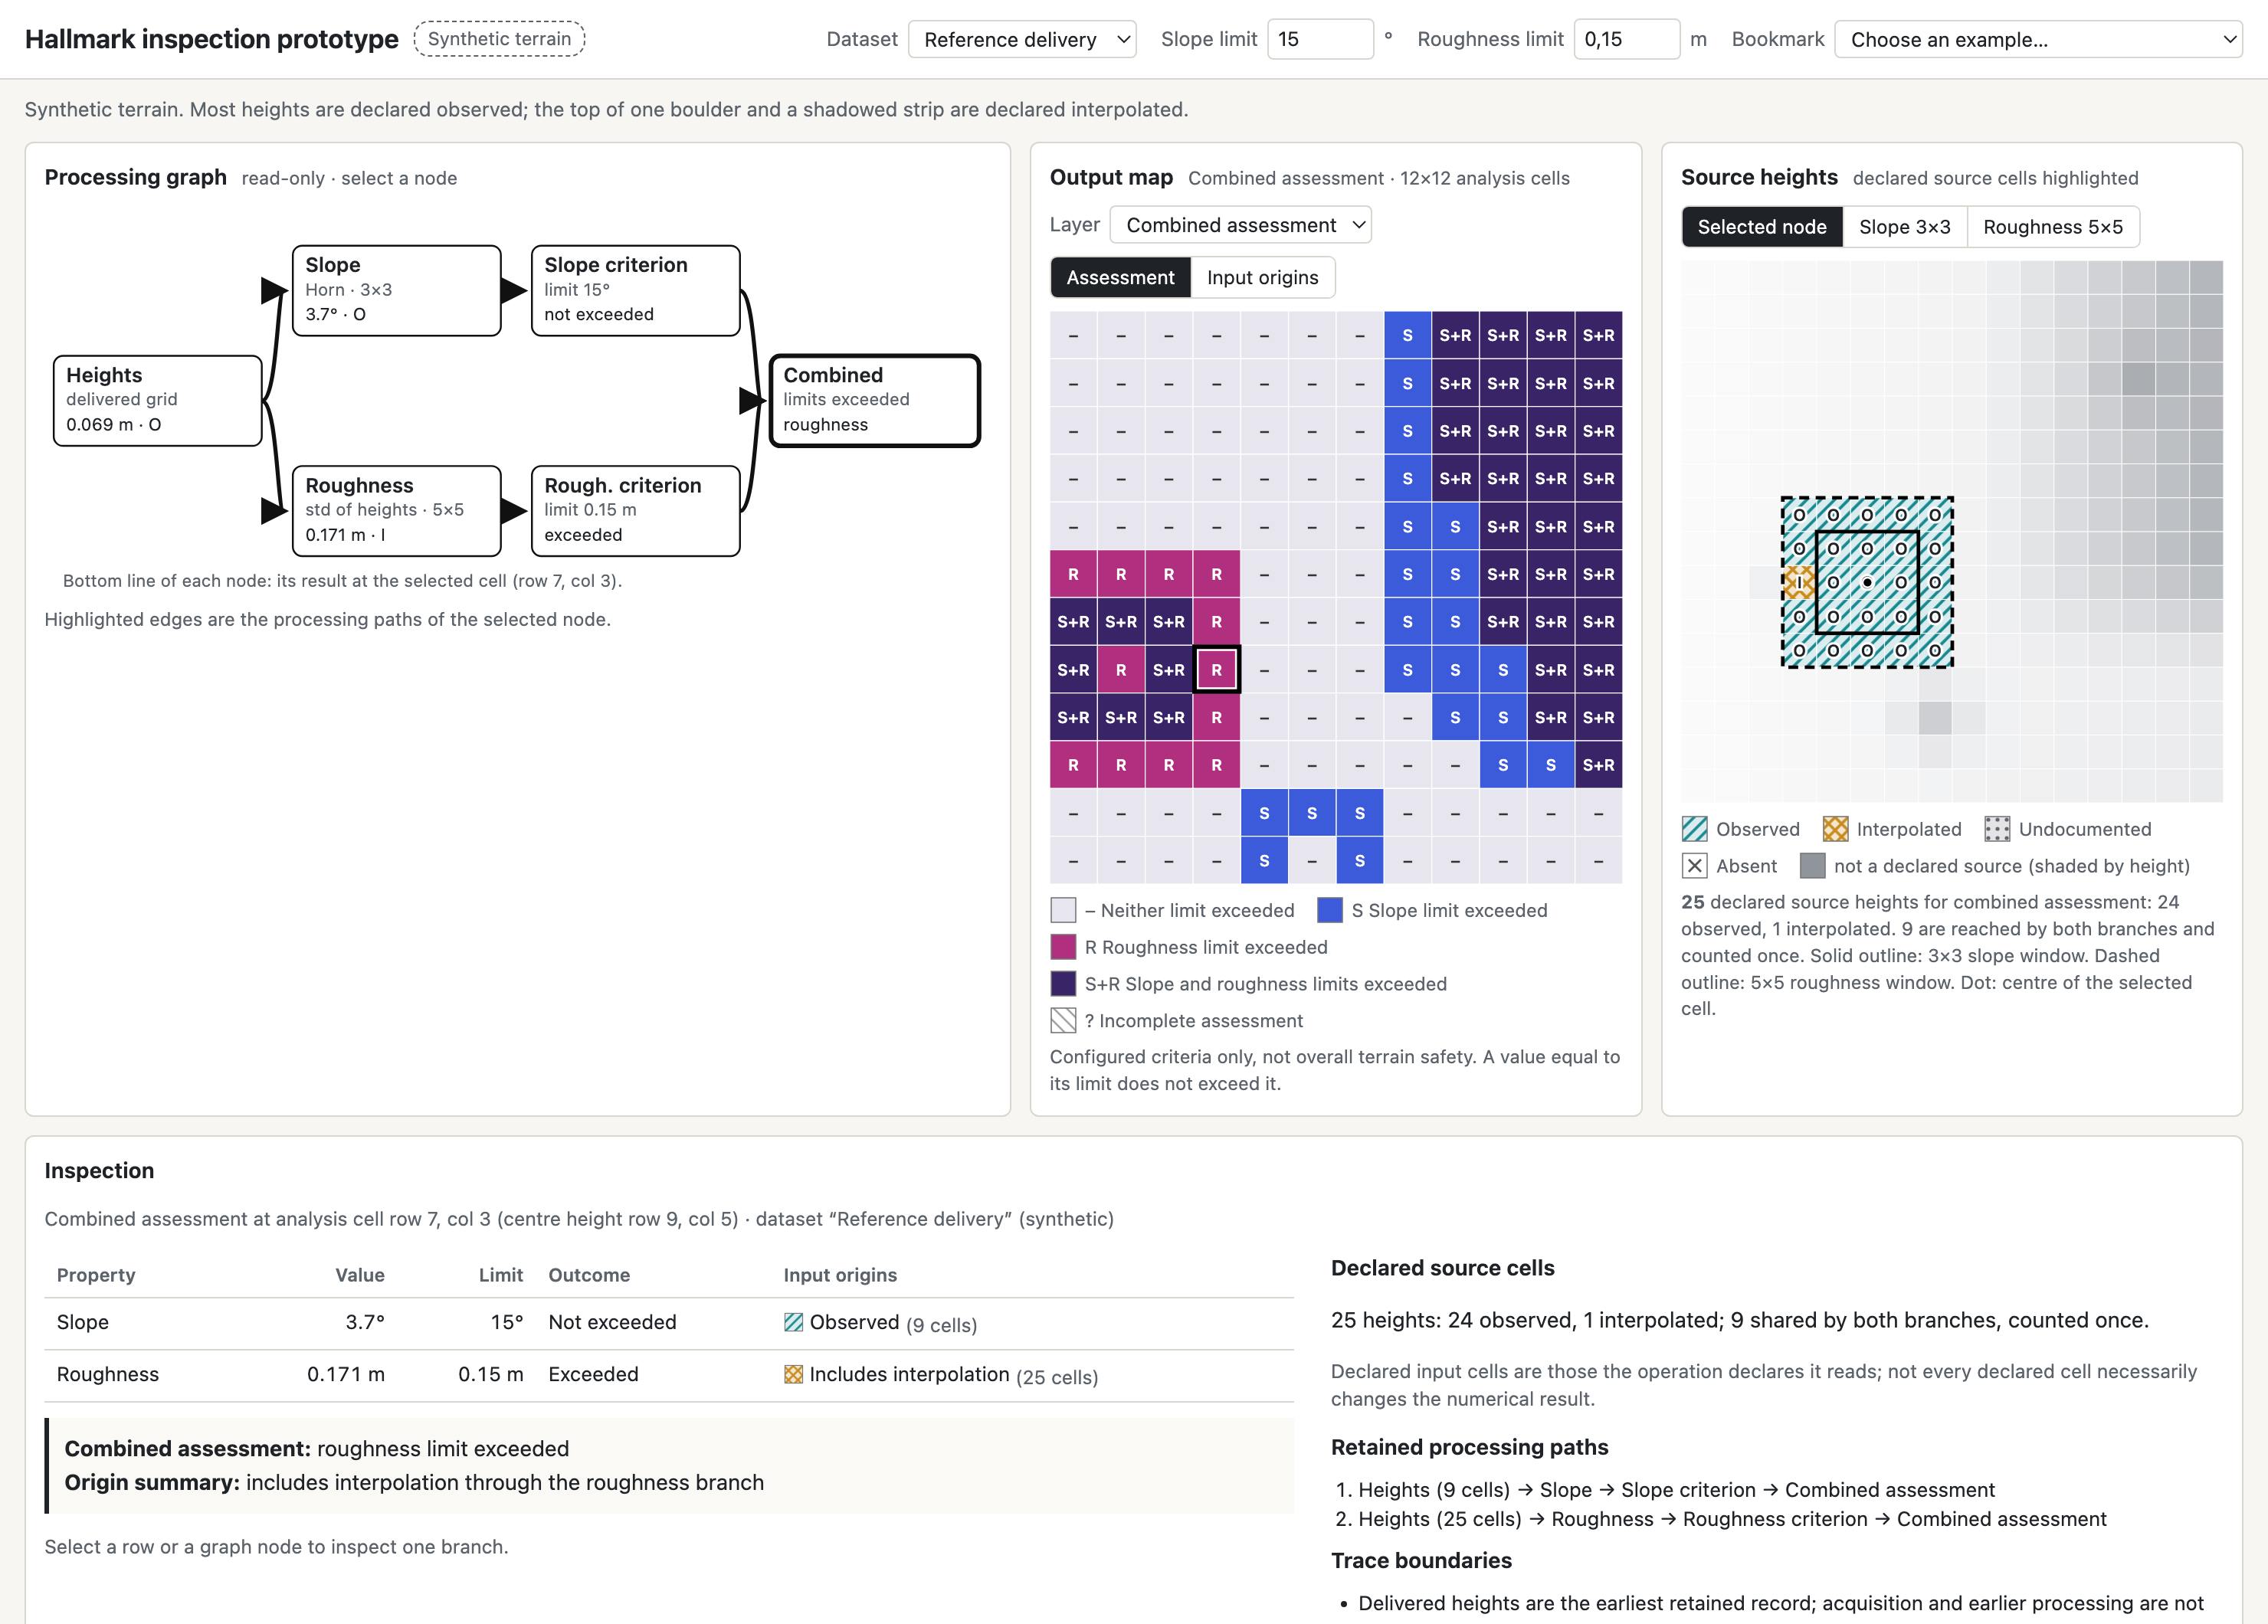 Hallmark inspection prototype
Synthetic terrain
Dataset
Reference delivery
Slope limit
15
°
Roughness limit
0,15
m
Bookmark
Choose an example...
Synthetic terrain. Most heights are declared observed; the top of one boulder and a shadowed strip are declared interpolated.
Processing graph
read-only · select a node
Heights
delivered grid
0.069 m · O
Slope
Horn · 3×3
3.7° · O
Slope criterion
limit 15°
not exceeded
Roughness
std of heights · 5×5
0.171 m · I
Rough. criterion
limit 0.15 m
exceeded
Combined
limits exceeded
roughness
Bottom line of each node: its result at the selected cell (row 7, col 3).
Highlighted edges are the processing paths of the selected node.
Output map
Combined assessment · 12×12 analysis cells
Layer
Combined assessment
Assessment
Input origins
– – – – – – – S S+R S+R S+R S+R
– – – – – – – S S+R S+R S+R S+R
– – – – – – – S S+R S+R S+R S+R
– – – – – – – S S+R S+R S+R S+R
– – – – – – – S S S+R S+R S+R
R R R R – – – S S S+R S+R S+R
S+R S+R S+R R – – – S S S+R S+R S+R
S+R R S+R R – – – S S S S+R S+R
S+R S+R S+R R – – – – S S S+R S+R
R R R R – – – – – S S S+R
– – – – S S S – – – – –
– – – – S – S – – – – –
– Neither limit exceeded
S Slope limit exceeded
R Roughness limit exceeded
S+R Slope and roughness limits exceeded
? Incomplete assessment
Configured criteria only, not overall terrain safety. A value equal to
its limit does not exceed it.
Source heights
declared source cells highlighted
Selected node
Slope 3×3
Roughness 5×5
O O O O O
O O O O O
I O O O
O O O O O
O O O O O
Observed
Interpolated
Undocumented
Absent
not a declared source (shaded by height)
25 declared source heights for combined assessment: 24
observed, 1 interpolated. 9 are reached by both branches and
counted once. Solid outline: 3×3 slope window. Dashed
outline: 5×5 roughness window. Dot: centre of the selected
cell.
Inspection
Combined assessment at analysis cell row 7, col 3 (centre height row 9, col 5) · dataset “Reference delivery” (synthetic)
Property Value Limit Outcome Input origins
Slope 3.7° 15° Not exceeded Observed (9 cells)
Roughness 0.171 m 0.15 m Exceeded Includes interpolation (25 cells)
Combined assessment: roughness limit exceeded
Origin summary: includes interpolation through the roughness branch
Select a row or a graph node to inspect one branch.
Declared source cells
25 heights: 24 observed, 1 interpolated; 9 shared by both branches, counted once.
Declared input cells are those the operation declares it reads; not every declared cell necessarily
changes the numerical result.
Retained processing paths
1. Heights (9 cells) → Slope → Slope criterion → Combined assessment
2. Heights (25 cells) → Roughness → Roughness criterion → Combined assessment
Trace boundaries
• Delivered heights are the earliest retained record; acquisition and earlier processing are not